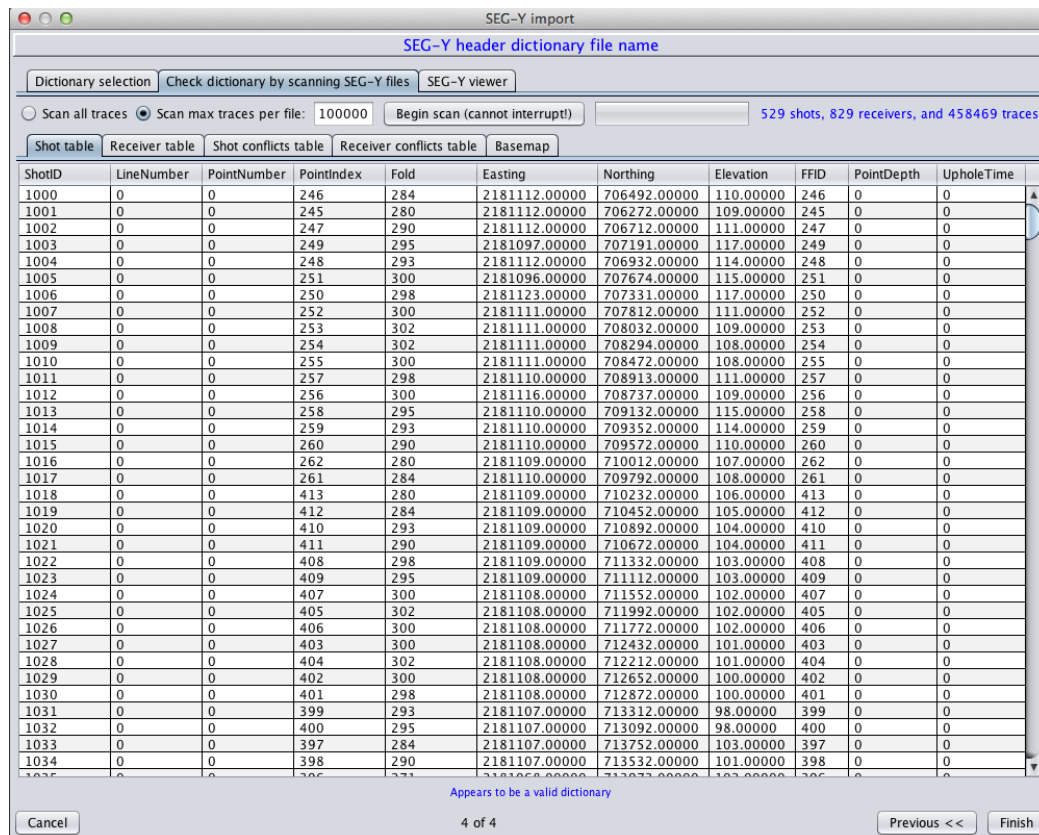 SEG-Y import
SEG-Y header dictionary file name
Dictionary selection Check dictionary by scanning SEG-Y files SEG-Y viewer
Scan all traces Scan max traces per file: 100000 Begin scan (cannot interrupt!) 529 shots, 829 receivers, and 458469 traces
Shot table Receiver table Shot conflicts table Receiver conflicts table Basemap
ShotID LineNumber PointNumber PointIndex Fold Easting Northing Elevation FFID PointDepth UpholeTime
1000 0 0 246 284 2181112.00000 706492.00000 110.00000 246 0 0
1001 0 0 245 280 2181112.00000 706272.00000 109.00000 245 0 0
1002 0 0 247 290 2181112.00000 706712.00000 111.00000 247 0 0
1003 0 0 249 295 2181097.00000 707191.00000 117.00000 249 0 0
1004 0 0 248 293 2181112.00000 706932.00000 114.00000 248 0 0
1005 0 0 251 300 2181096.00000 707674.00000 115.00000 251 0 0
1006 0 0 250 298 2181123.00000 707331.00000 117.00000 250 0 0
1007 0 0 252 300 2181111.00000 707812.00000 111.00000 252 0 0
1008 0 0 253 302 2181111.00000 708032.00000 109.00000 253 0 0
1009 0 0 254 302 2181111.00000 708294.00000 108.00000 254 0 0
1010 0 0 255 300 2181111.00000 708472.00000 108.00000 255 0 0
1011 0 0 257 298 2181110.00000 708913.00000 111.00000 257 0 0
1012 0 0 256 300 2181116.00000 708737.00000 109.00000 256 0 0
1013 0 0 258 295 2181110.00000 709132.00000 115.00000 258 0 0
1014 0 0 259 293 2181110.00000 709352.00000 114.00000 259 0 0
1015 0 0 260 290 2181110.00000 709572.00000 110.00000 260 0 0
1016 0 0 262 280 2181109.00000 710012.00000 107.00000 262 0 0
1017 0 0 261 284 2181110.00000 709792.00000 108.00000 261 0 0
1018 0 0 413 280 2181109.00000 710232.00000 106.00000 413 0 0
1019 0 0 412 284 2181109.00000 710452.00000 105.00000 412 0 0
1020 0 0 410 293 2181109.00000 710892.00000 104.00000 410 0 0
1021 0 0 411 290 2181109.00000 710672.00000 104.00000 411 0 0
1022 0 0 408 298 2181109.00000 711332.00000 103.00000 408 0 0
1023 0 0 409 295 2181109.00000 711112.00000 103.00000 409 0 0
1024 0 0 407 300 2181108.00000 711552.00000 102.00000 407 0 0
1025 0 0 405 302 2181108.00000 711992.00000 102.00000 405 0 0
1026 0 0 406 300 2181108.00000 711772.00000 102.00000 406 0 0
1027 0 0 403 300 2181108.00000 712432.00000 101.00000 403 0 0
1028 0 0 404 302 2181108.00000 712212.00000 101.00000 404 0 0
1029 0 0 402 300 2181108.00000 712652.00000 100.00000 402 0 0
1030 0 0 401 298 2181108.00000 712872.00000 100.00000 401 0 0
1031 0 0 399 293 2181107.00000 713312.00000 98.00000 399 0 0
1032 0 0 400 295 2181107.00000 713092.00000 98.00000 400 0 0
1033 0 0 397 284 2181107.00000 713752.00000 103.00000 397 0 0
1034 0 0 398 290 2181107.00000 713532.00000 101.00000 398 0 0
Appears to be a valid dictionary
Cancel 4 of 4 Previous << Finish